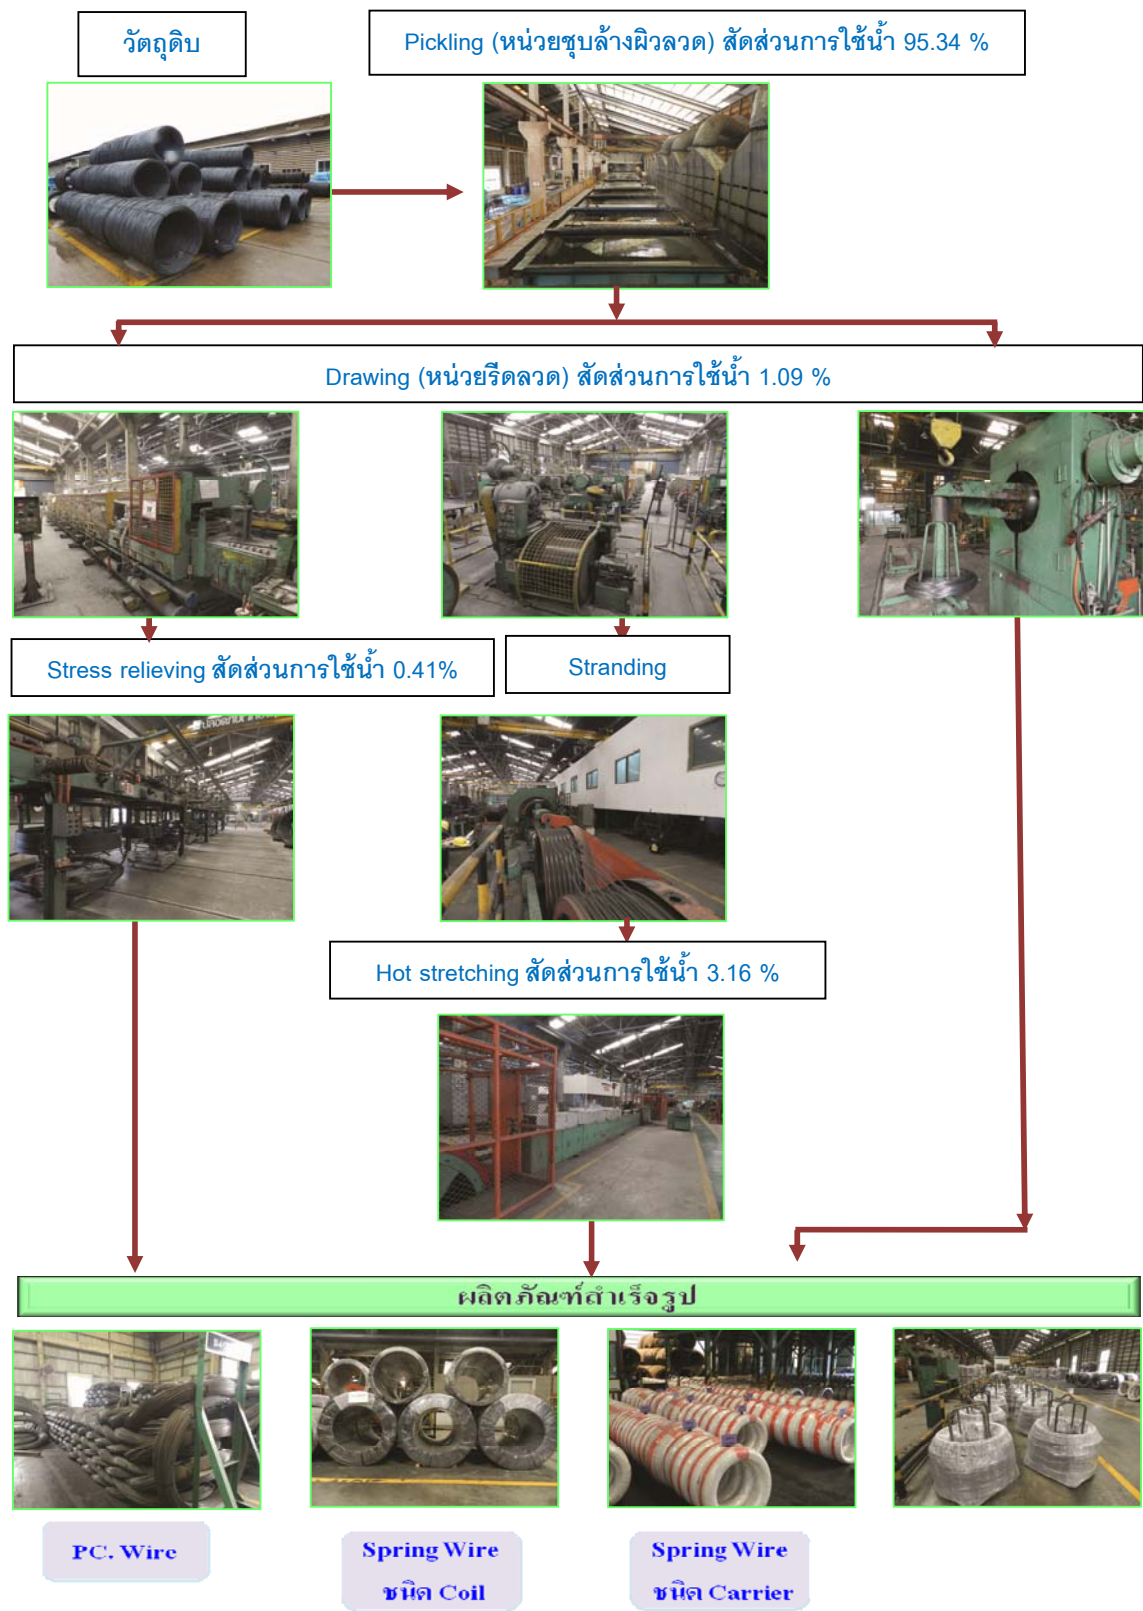 วัตถุดิบ
Pickling (หน่วยชุบล้างผิวลวด) สัดส่วนการใช้น้ำ 95.34 %
Drawing (หน่วยรีดลวด) สัดส่วนการใช้น้ำ 1.09 %
Stress relieving สัดส่วนการใช้น้ำ 0.41%
Stranding
Hot stretching สัดส่วนการใช้น้ำ 3.16 %
ผลิตภัณฑ์สำเร็จรูป
PC. Wire
Spring Wire
ชนิด Coil
Spring Wire
ชนิด Carrier